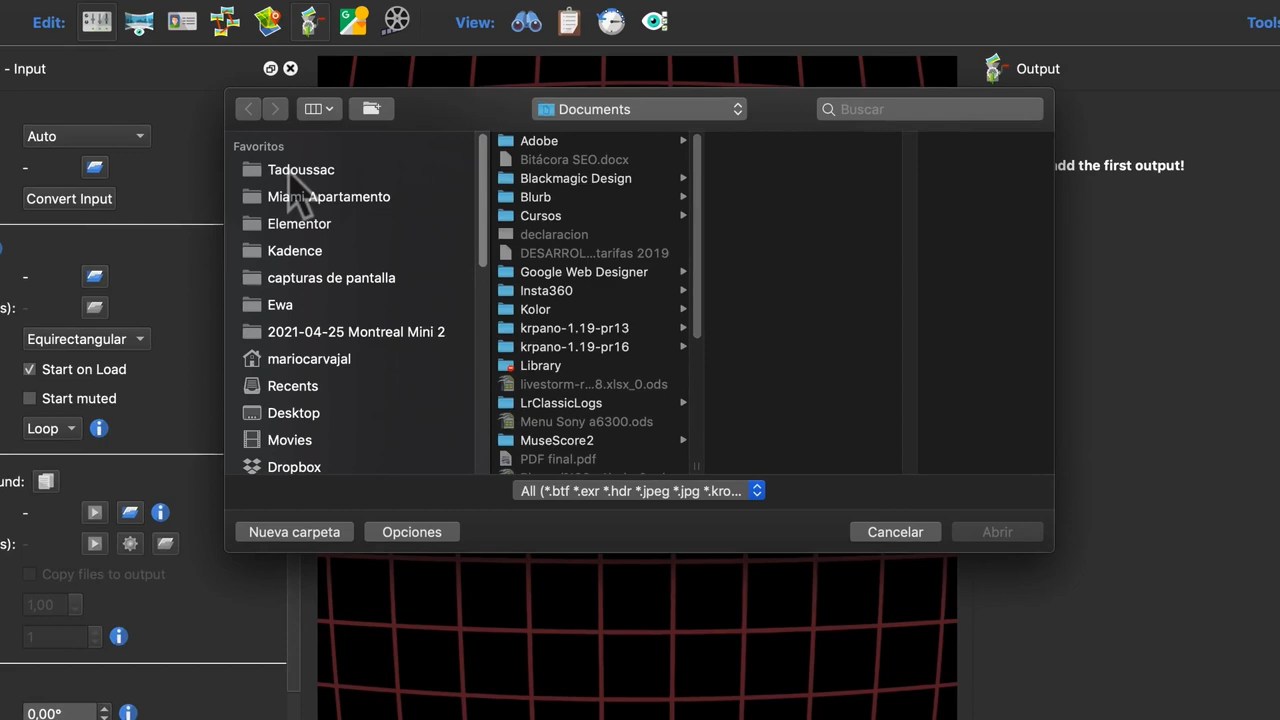 Edit:
View:
Tools
- Input
Output
Documents
Buscar
Auto
Convert Input
Equirectangular
Start on Load
Start muted
Loop
Copy files to output
1,00
1
0,00°
Favoritos
Tadoussac
Miami Apartamento
Elementor
Kadence
capturas de pantalla
Ewa
2021-04-25 Montreal Mini 2
mariocarvajal
Recents
Desktop
Movies
Dropbox
Adobe
Bitácora SEO.docx
Blackmagic Design
Blurb
Cursos
declaracion
DESARROL...tarifas 2019
Google Web Designer
Insta360
Kolor
krpano-1.19-pr13
krpano-1.19-pr16
Library
livestorm-r...8.xlsx_0.ods
LrClassicLogs
Menu Sony a6300.ods
MuseScore2
PDF final.pdf
All (*.btf *.exr *.hdr *.jpeg *.jpg *.kro...
Nueva carpeta
Opciones
Cancelar
Abrir
the first output!